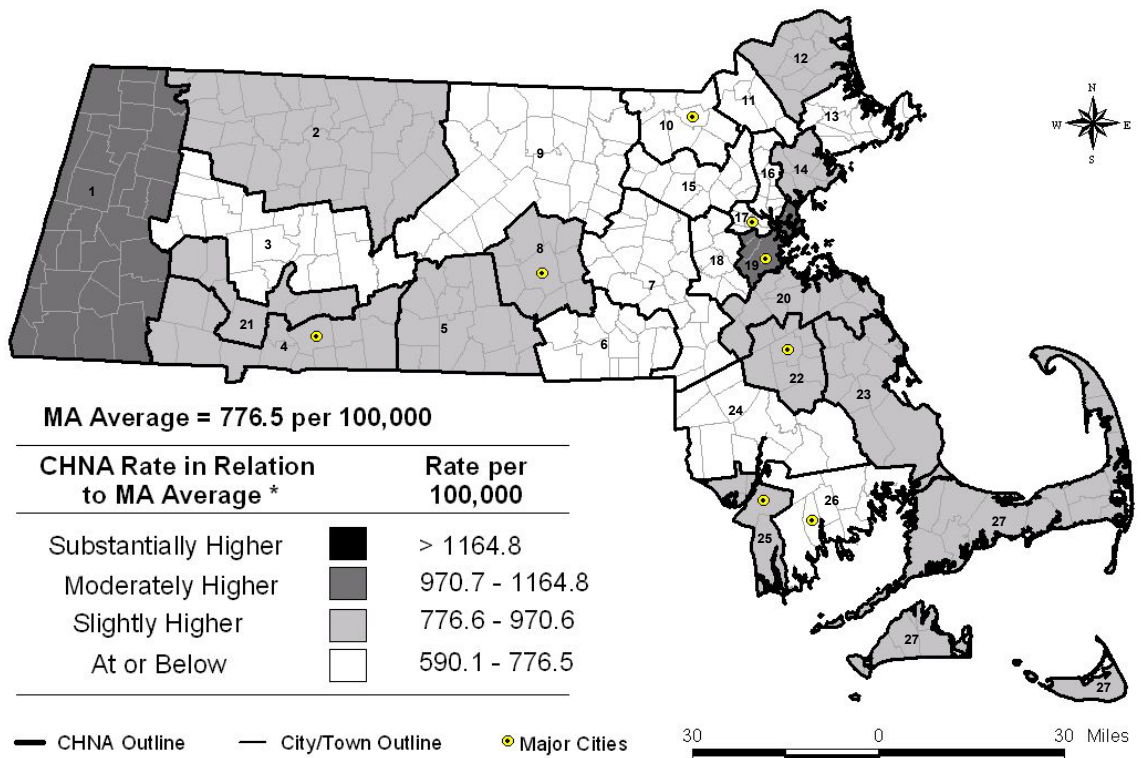 12
11
N
10
13
W E
2
S
9
14
16
15
1
17
8
3
18
19
7
20
21
5
4
6
22
23
24
26
27
25
27
27
MA Average = 776.5 per 100,000
CHNA Rate in Relation to MA Average *
Rate per 100,000
Substantially Higher > 1164.8
Moderately Higher 970.7 - 1164.8
Slightly Higher 776.6 - 970.6
At or Below 590.1 - 776.5
CHNA Outline City/Town Outline Major Cities
30 0 30 Miles